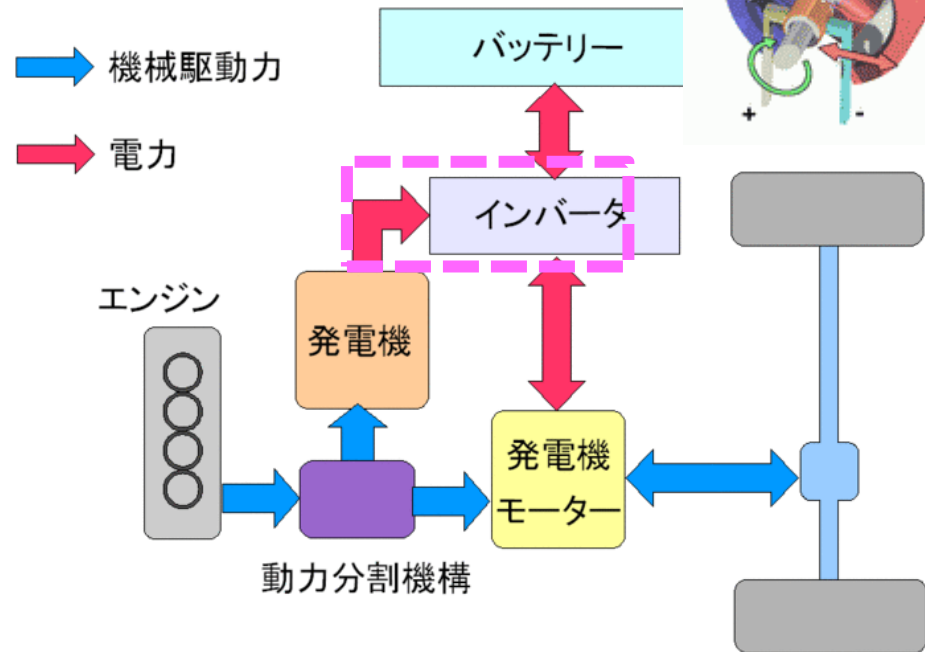 機械駆動力
電力
バッテリー
+
-
インバータ
エンジン
発電機
発電機
モーター
動力分割機構